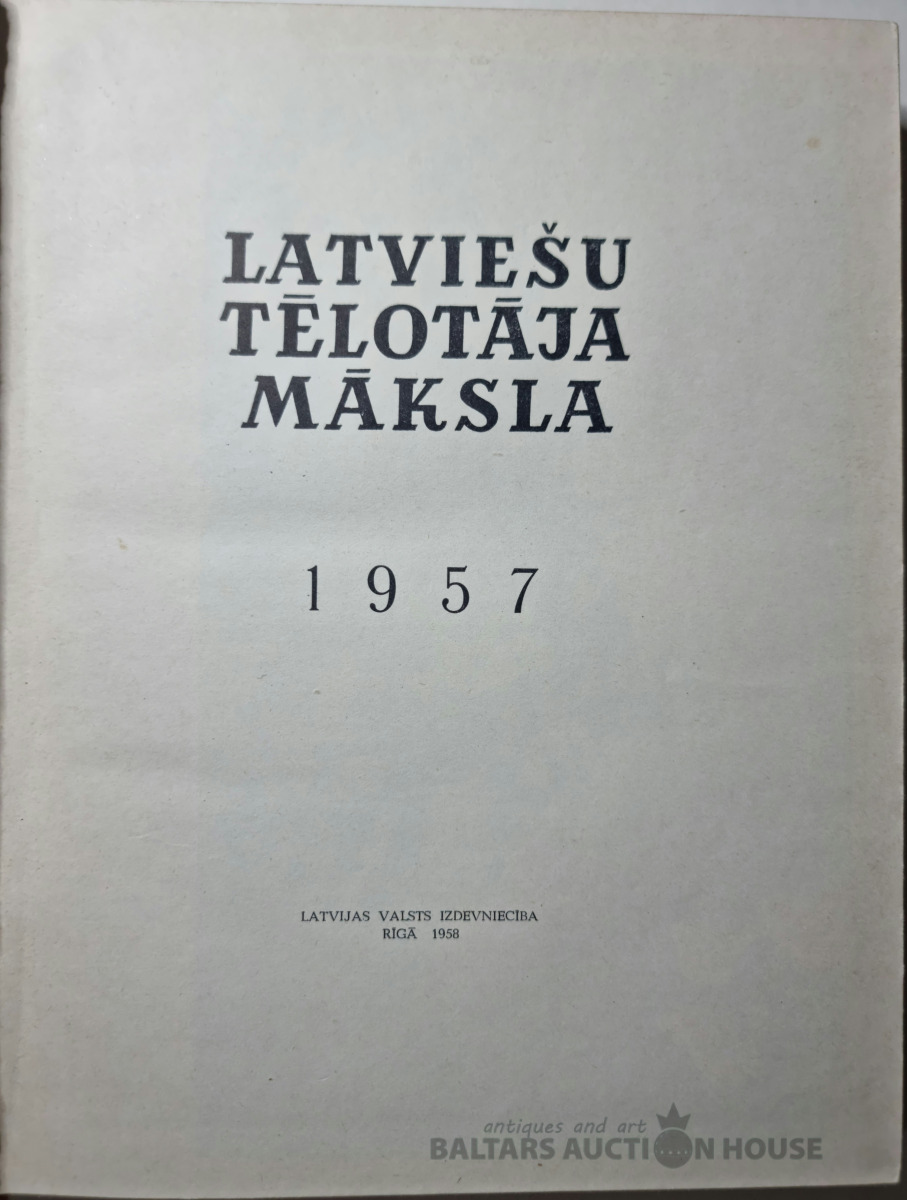 LATVIEŠU
TĒLOTĀJA
MĀKSLA
1957
LATVIJAS VALSTS IZDEVNIECĪBA
RĪGĀ 1958
antiques and art
BALTARS AUCTION HOUSE